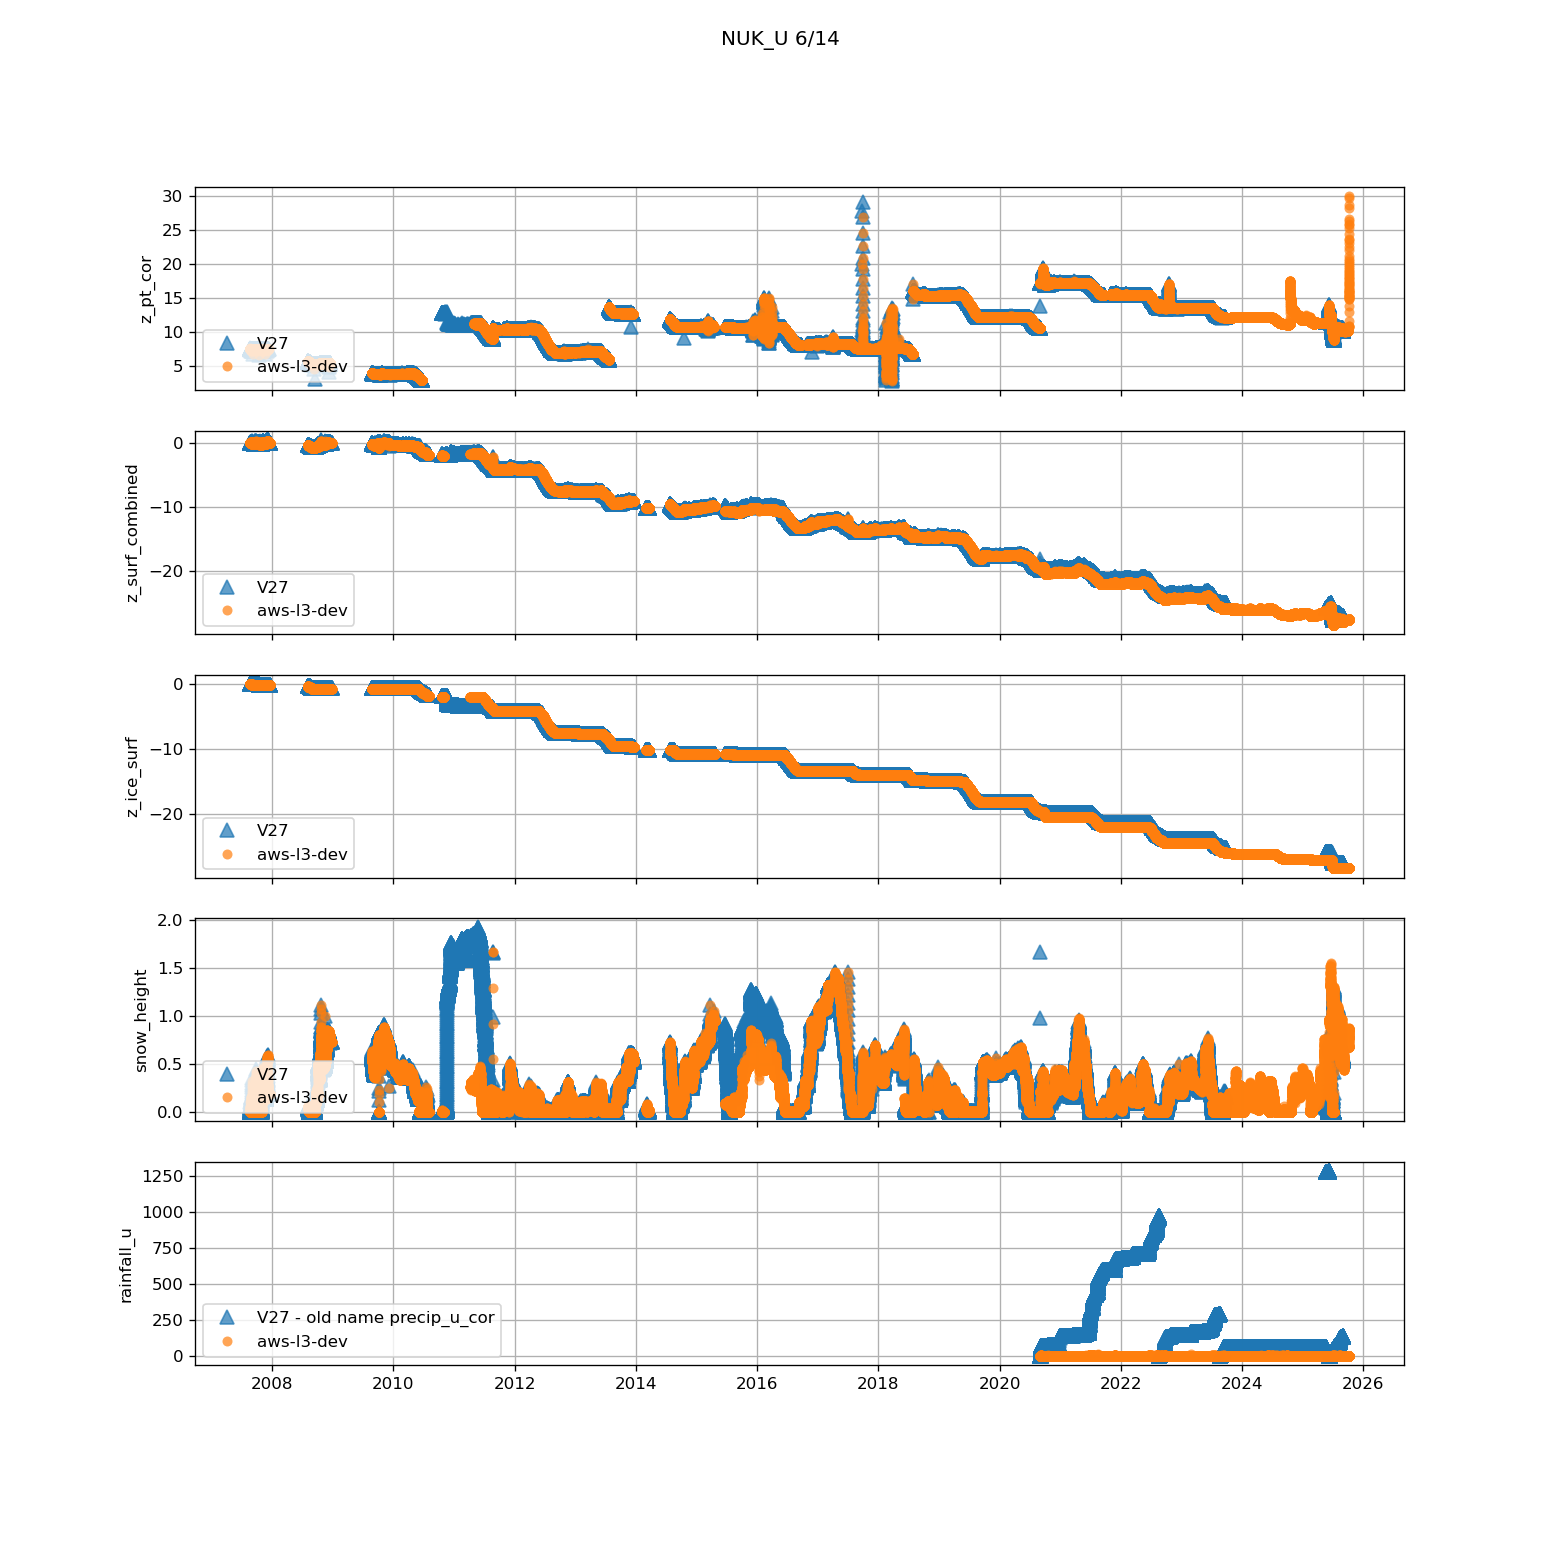 NUK_U 6/14
30
25
20
15
10
5
z_pt_cor
V27
aws-l3-dev
0
−10
−20
z_surf_combined
V27
aws-l3-dev
0
−10
−20
z_ice_surf
V27
aws-l3-dev
2.0
1.5
1.0
0.5
0.0
snow_height
V27
aws-l3-dev
1250
1000
750
500
250
0
rainfall_u
V27 - old name precip_u_cor
aws-l3-dev
2008 2010 2012 2014 2016 2018 2020 2022 2024 2026